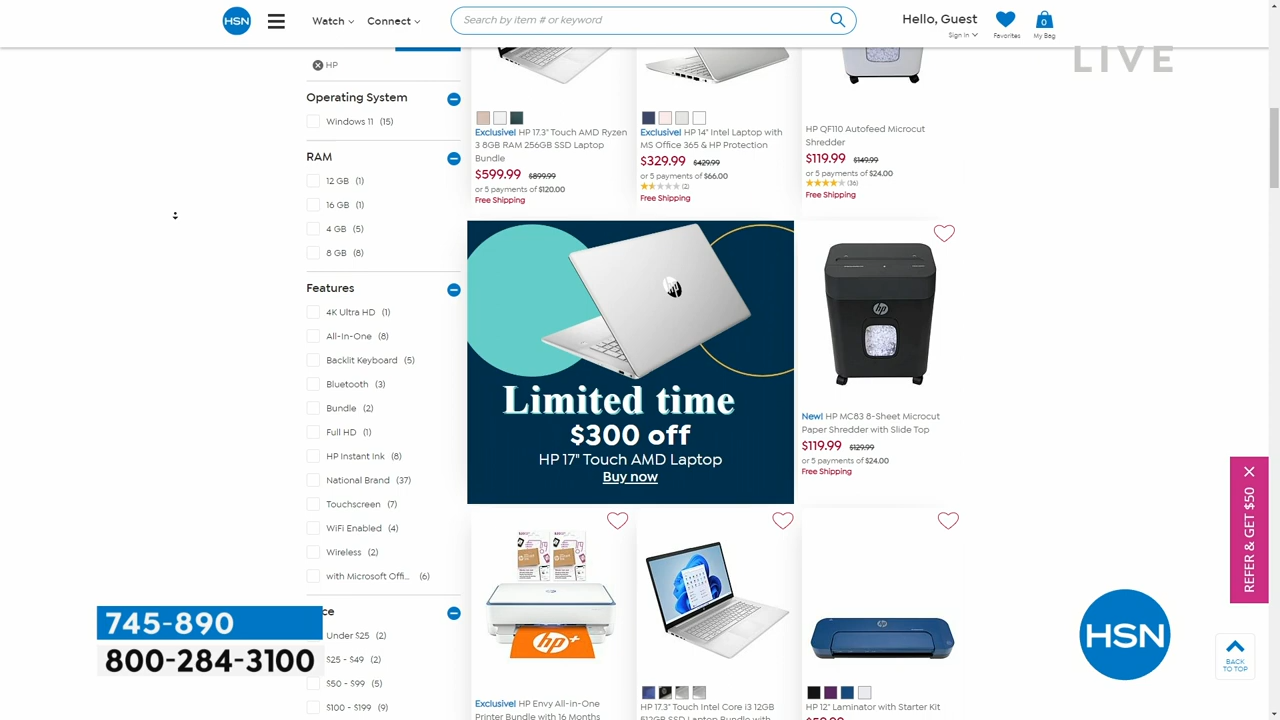 HSN
Watch
Connect
Search by item # or keyword
Hello, Guest
Sign In
Favorites
0
My Bag
LIVE
HP
Operating System
Windows 11 (15)
RAM
12 GB (1)
16 GB (1)
4 GB (5)
8 GB (8)
Features
4K Ultra HD (1)
All-In-One (8)
Backlit Keyboard (5)
Bluetooth (3)
Bundle (2)
Full HD (1)
HP Instant Ink (8)
National Brand (37)
Touchscreen (7)
WiFi Enabled (4)
Wireless (2)
with Microsoft Offi... (6)
ce
Under $25 (2)
$25 - $49 (2)
$50 - $99 (5)
$100 - $199 (9)
Exclusive! HP 17.3" Touch AMD Ryzen
3 8GB RAM 256GB SSD Laptop
Bundle
$599.99 $899.99
or 5 payments of $120.00
Free Shipping
Exclusive! HP 14" Intel Laptop with
MS Office 365 & HP Protection
$329.99 $429.99
or 5 payments of $66.00
(2)
Free Shipping
HP QF110 Autofeed Microcut
Shredder
$119.99 $149.99
or 5 payments of $24.00
(36)
Free Shipping
hp
Limited time
$300 off
HP 17" Touch AMD Laptop
Buy now
hp
New! HP MC83 8-Sheet Microcut
Paper Shredder with Slide Top
$119.99 $129.99
or 5 payments of $24.00
Free Shipping
hp+
Exclusive! HP Envy All-in-One
Printer Bundle with 16 Months
HP 17.3" Touch Intel Core i3 12GB
512GB SSD Laptop Bundle with
hp
HP 12" Laminator with Starter Kit
REFER & GET $50
745-890
800-284-3100
HSN
BACK
TO TOP